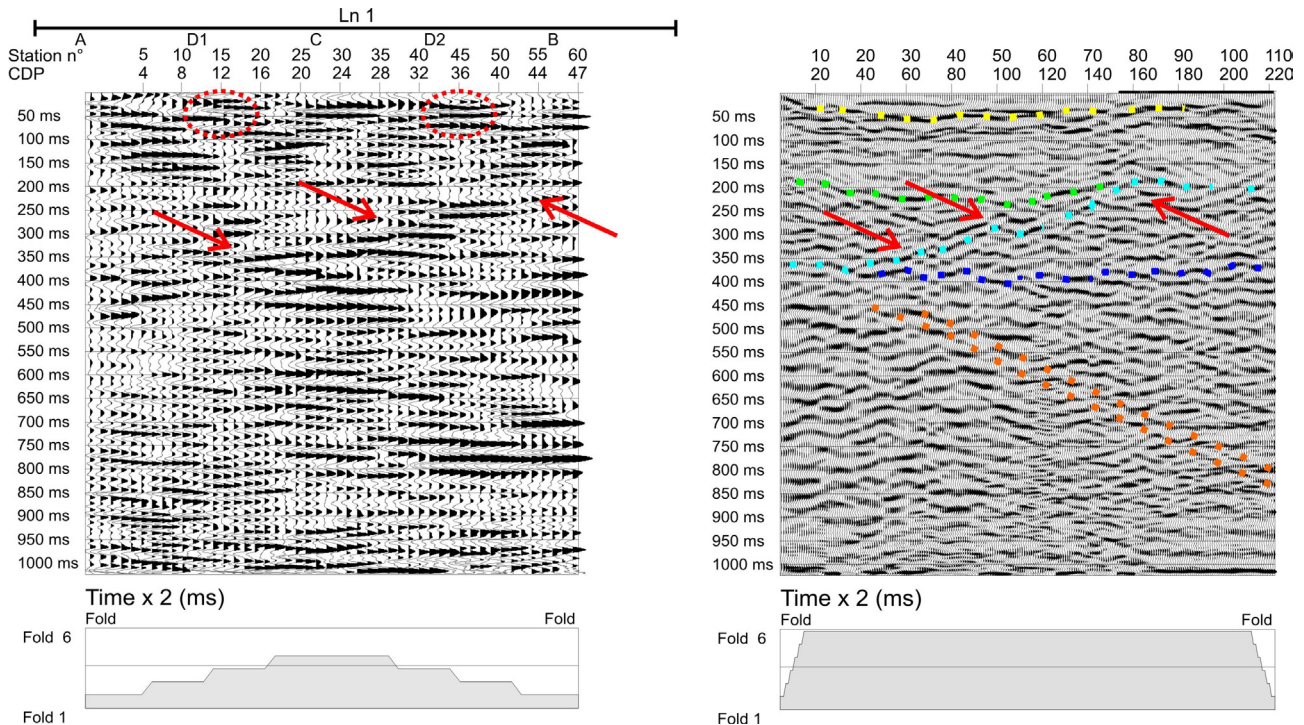 Ln 1
A D1 C D2 B
Station n° 5 10 15 20 25 30 35 40 45 50 55 60
CDP 4 8 12 16 20 24 28 32 36 40 44 47
50 ms
100 ms
150 ms
200 ms
250 ms
300 ms
350 ms
400 ms
450 ms
500 ms
550 ms
600 ms
650 ms
700 ms
750 ms
800 ms
850 ms
900 ms
950 ms
1000 ms
Time x 2 (ms)
Fold Fold
Fold 6
Fold 1
10 20 30 40 50 60 70 80 90 100 110
20 40 60 80 100 120 140 160 180 200 220
50 ms
100 ms
150 ms
200 ms
250 ms
300 ms
350 ms
400 ms
450 ms
500 ms
550 ms
600 ms
650 ms
700 ms
750 ms
800 ms
850 ms
900 ms
950 ms
1000 ms
Time x 2 (ms)
Fold Fold
Fold 6
Fold 1